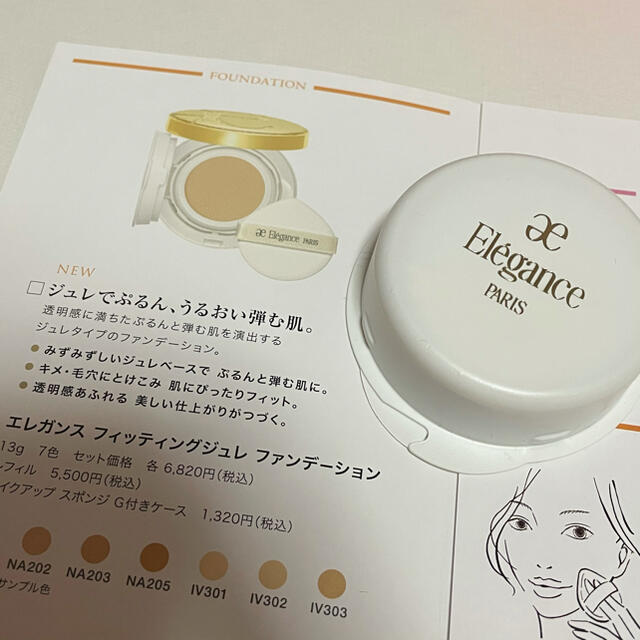 FOUNDATION
æ Elégance PARIS
NEW
□ ジュレでぷるん、うるおい弾む肌。
透明感に満ちたぷるんと弾む肌を演出する
ジュレタイプのファンデーション。
● みずみずしいジュレベースで ぷるんと弾む肌に。
● キメ・毛穴にとけこみ 肌にぴったりフィット。
● 透明感あふれる 美しい仕上がりがつづく。
エレガンス フィッティングジュレ ファンデーション
13g 7色 セット価格 各 6,820円(税込)
フィル 5,500円(税込)
イクアップ スポンジ G付きケース 1,320円(税込)
NA202 NA203 NA205 IV301 IV302 IV303
サンプル色
æ
Elégance
PARIS